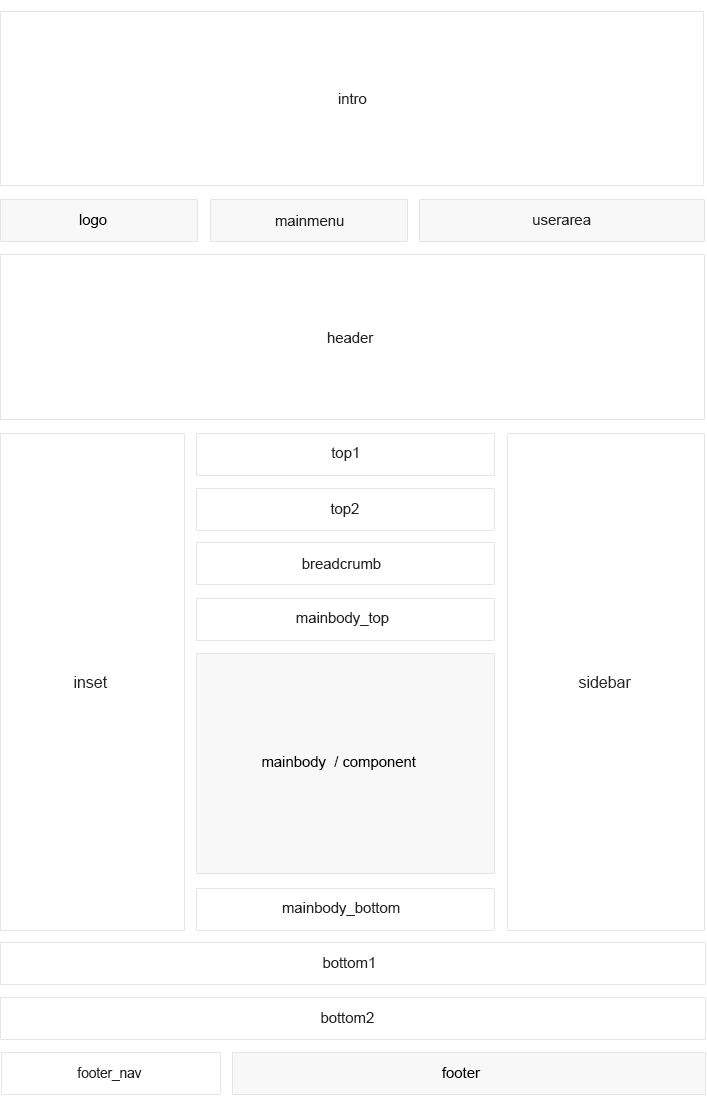 intro
logo
mainmenu
userarea
header
top1
top2
breadcrumb
mainbody_top
inset
mainbody / component
sidebar
mainbody_bottom
bottom1
bottom2
footer_nav
footer